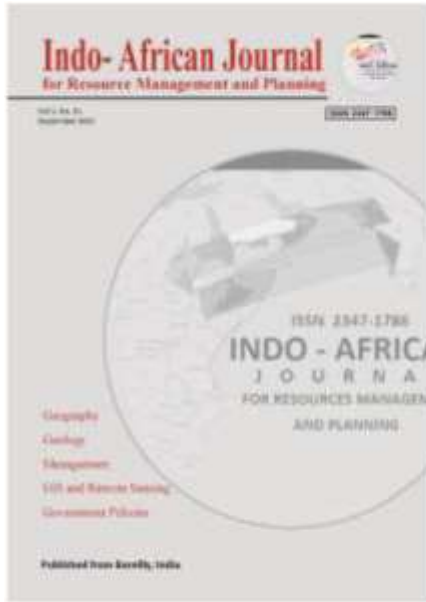 Indo- African Journal
for Resource Management and Planning
ISSN 2347-1786
ISSN 2347-1786
INDO - AFRICA
J O U R N A
FOR RESOURCES MANAGEM
AND PLANNING
Geography
Geology
Management
GIS and Remote Sensing
Government Policies
Published from Bareilly, India.